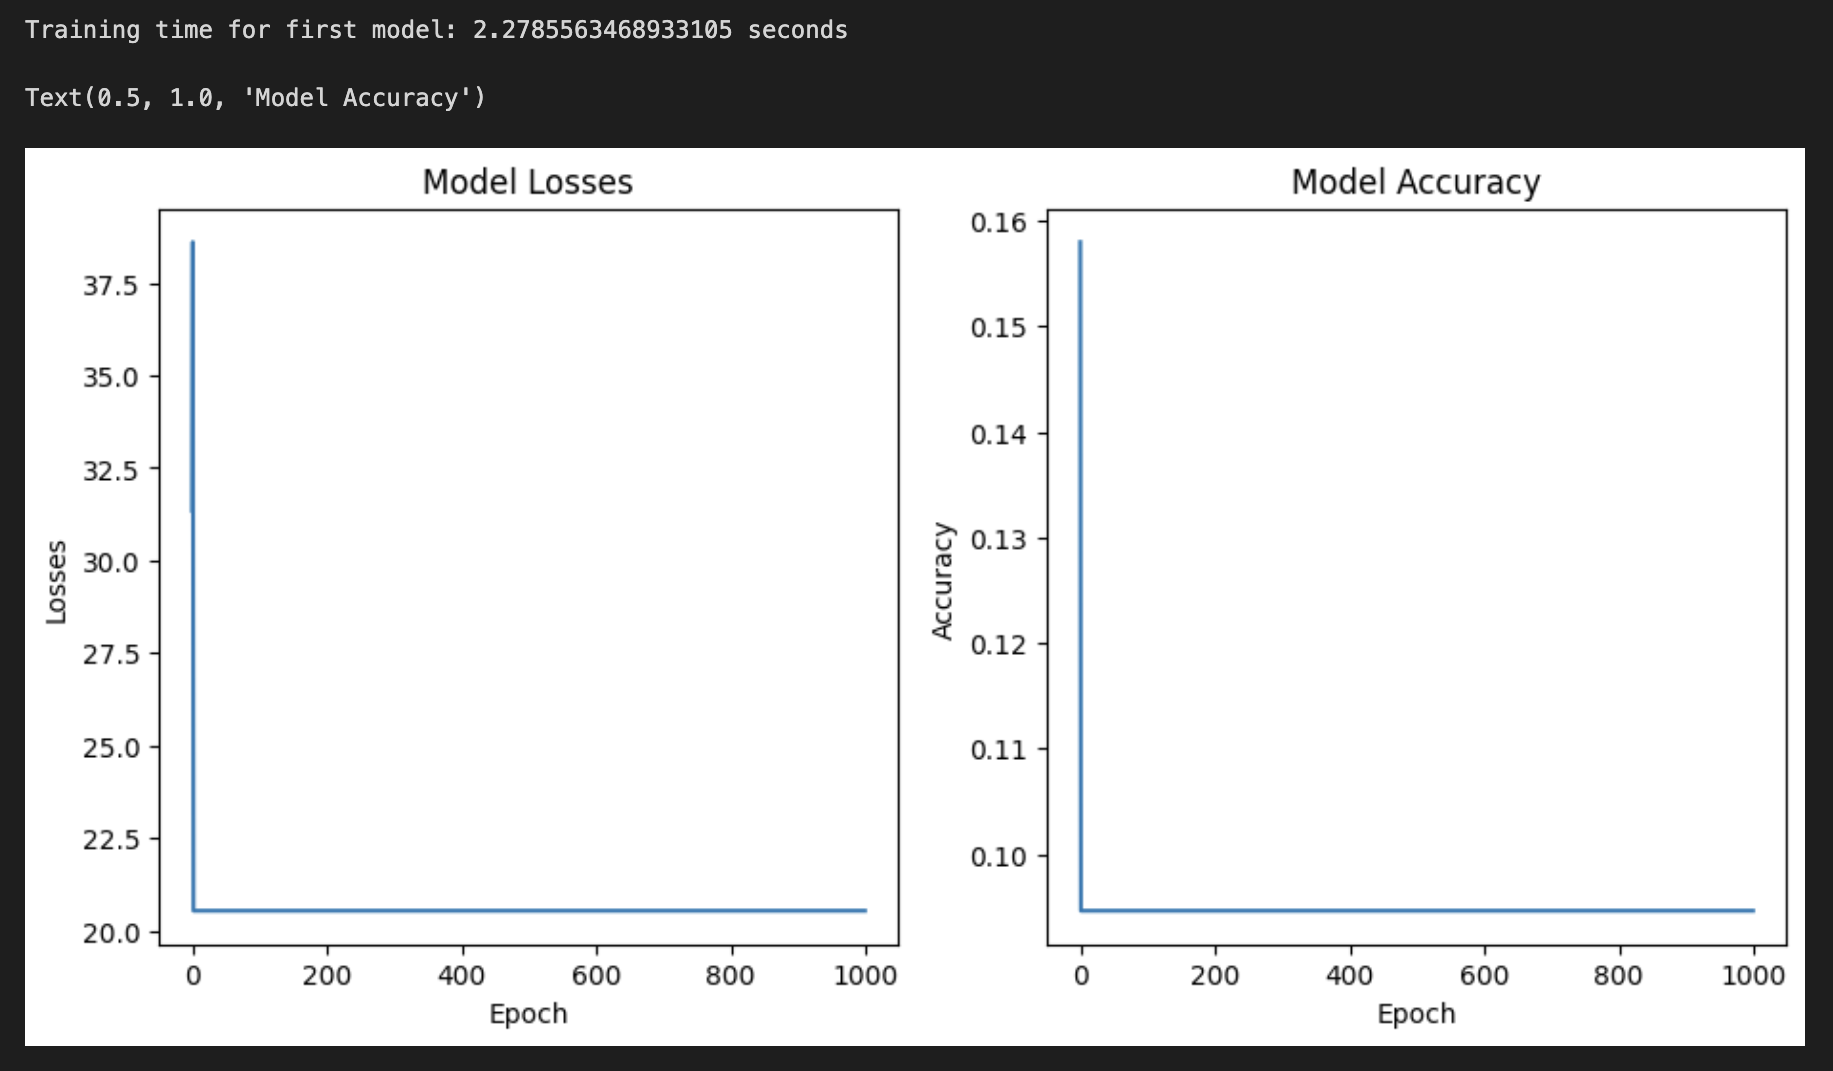 Training time for first model: 2.2785563468933105 seconds
Text(0.5, 1.0, 'Model Accuracy')
Model Losses
37.5
35.0
32.5
30.0
27.5
25.0
22.5
20.0
Losses
0 200 400 600 800 1000
Epoch
Model Accuracy
0.16
0.15
0.14
0.13
0.12
0.11
0.10
Accuracy
0 200 400 600 800 1000
Epoch